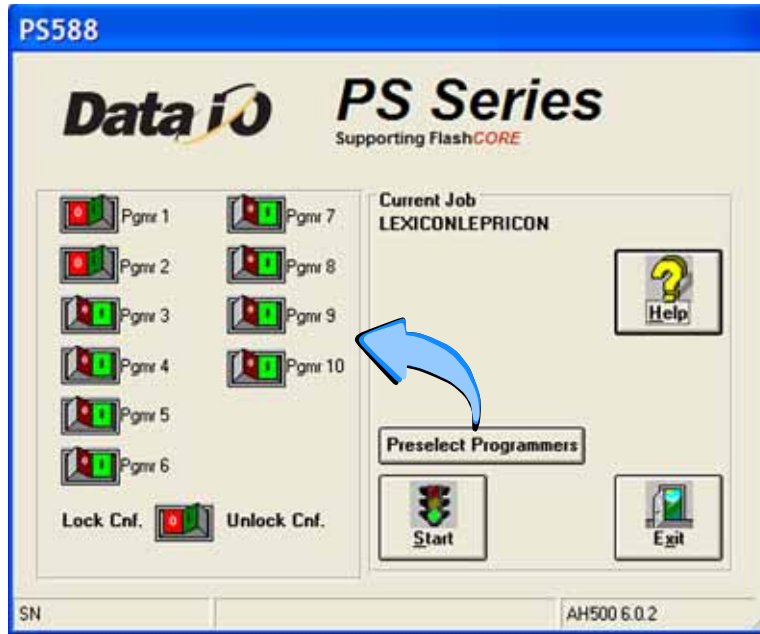 PS588
Data iO
PS Series
Supporting FlashCORE
Pgmr 1
Pgmr 2
Pgmr 3
Pgmr 4
Pgmr 5
Pgmr 6
Pgmr 7
Pgmr 8
Pgmr 9
Pgmr 10
Lock Cnf.
Unlock Cnf.
Current Job
LEXICONLEPRICON
Help
Preselect Programmers
Start
Exit
SN
AH500 6.0.2